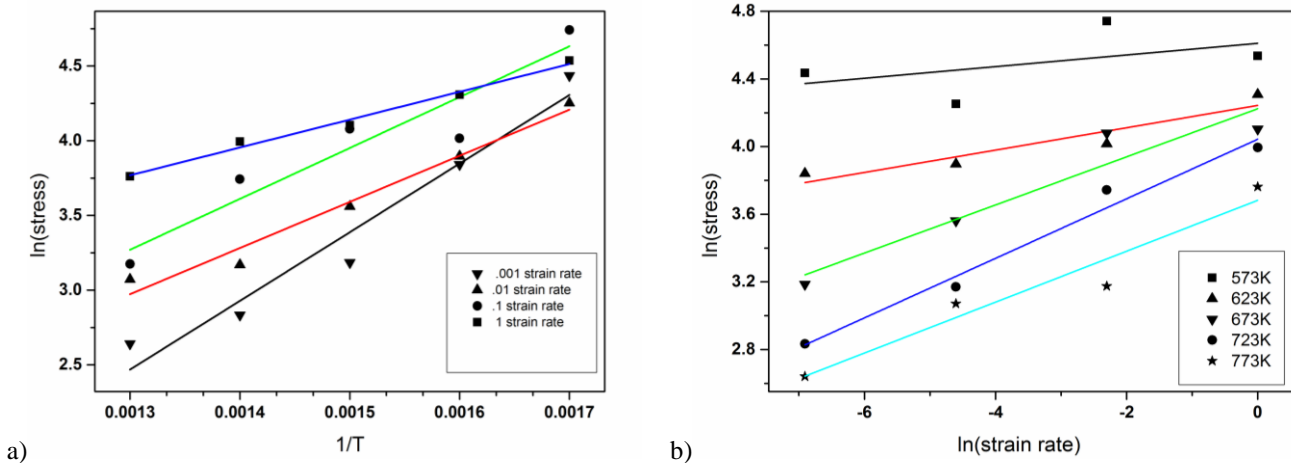 4.5
4.0
3.5
3.0
2.5
ln(stress)
0.0013 0.0014 0.0015 0.0016 0.0017
1/T
.001 strain rate
.01 strain rate
.1 strain rate
1 strain rate
a)
4.8
4.4
4.0
3.6
3.2
2.8
ln(stress)
-6 -4 -2 0
ln(strain rate)
573K
623K
673K
723K
773K
b)